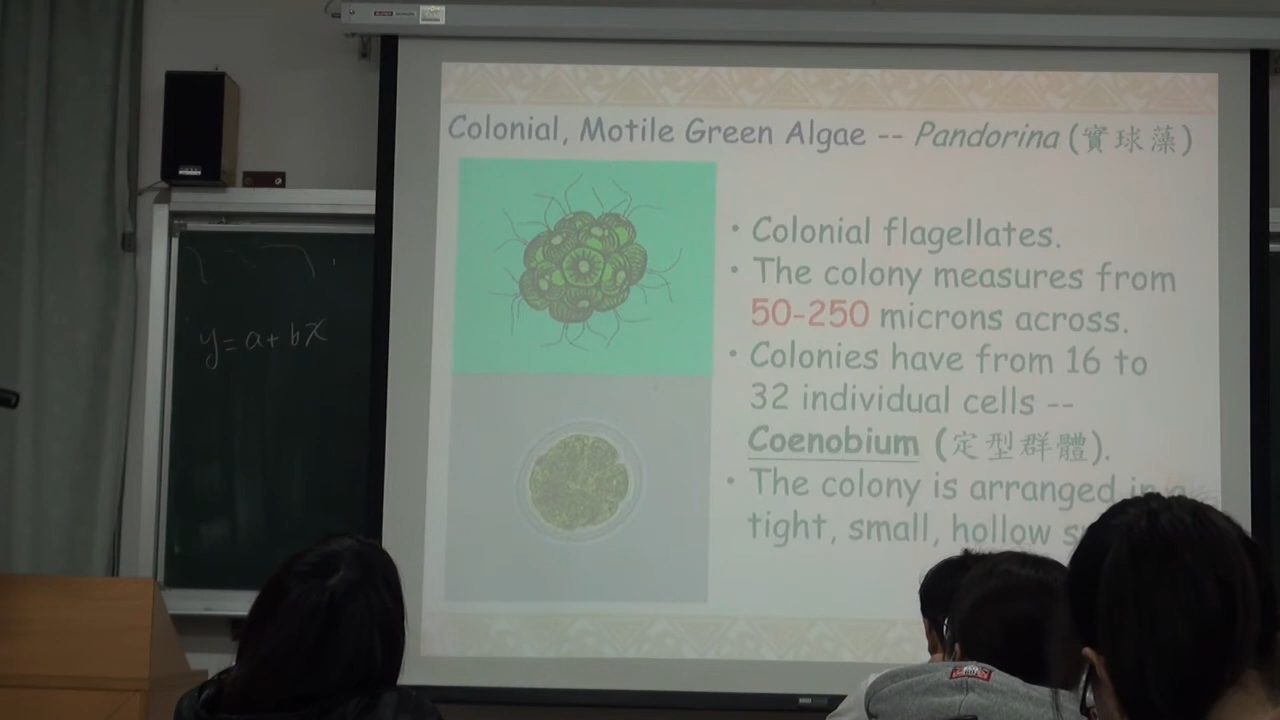 Colonial, Motile Green Algae -- Pandorina (實球藻)
y=a+bx
• Colonial flagellates.
• The colony measures from
50-250 microns across.
• Colonies have from 16 to
32 individual cells --
Coenobium (定型群體).
• The colony is arranged in a
tight, small, hollow